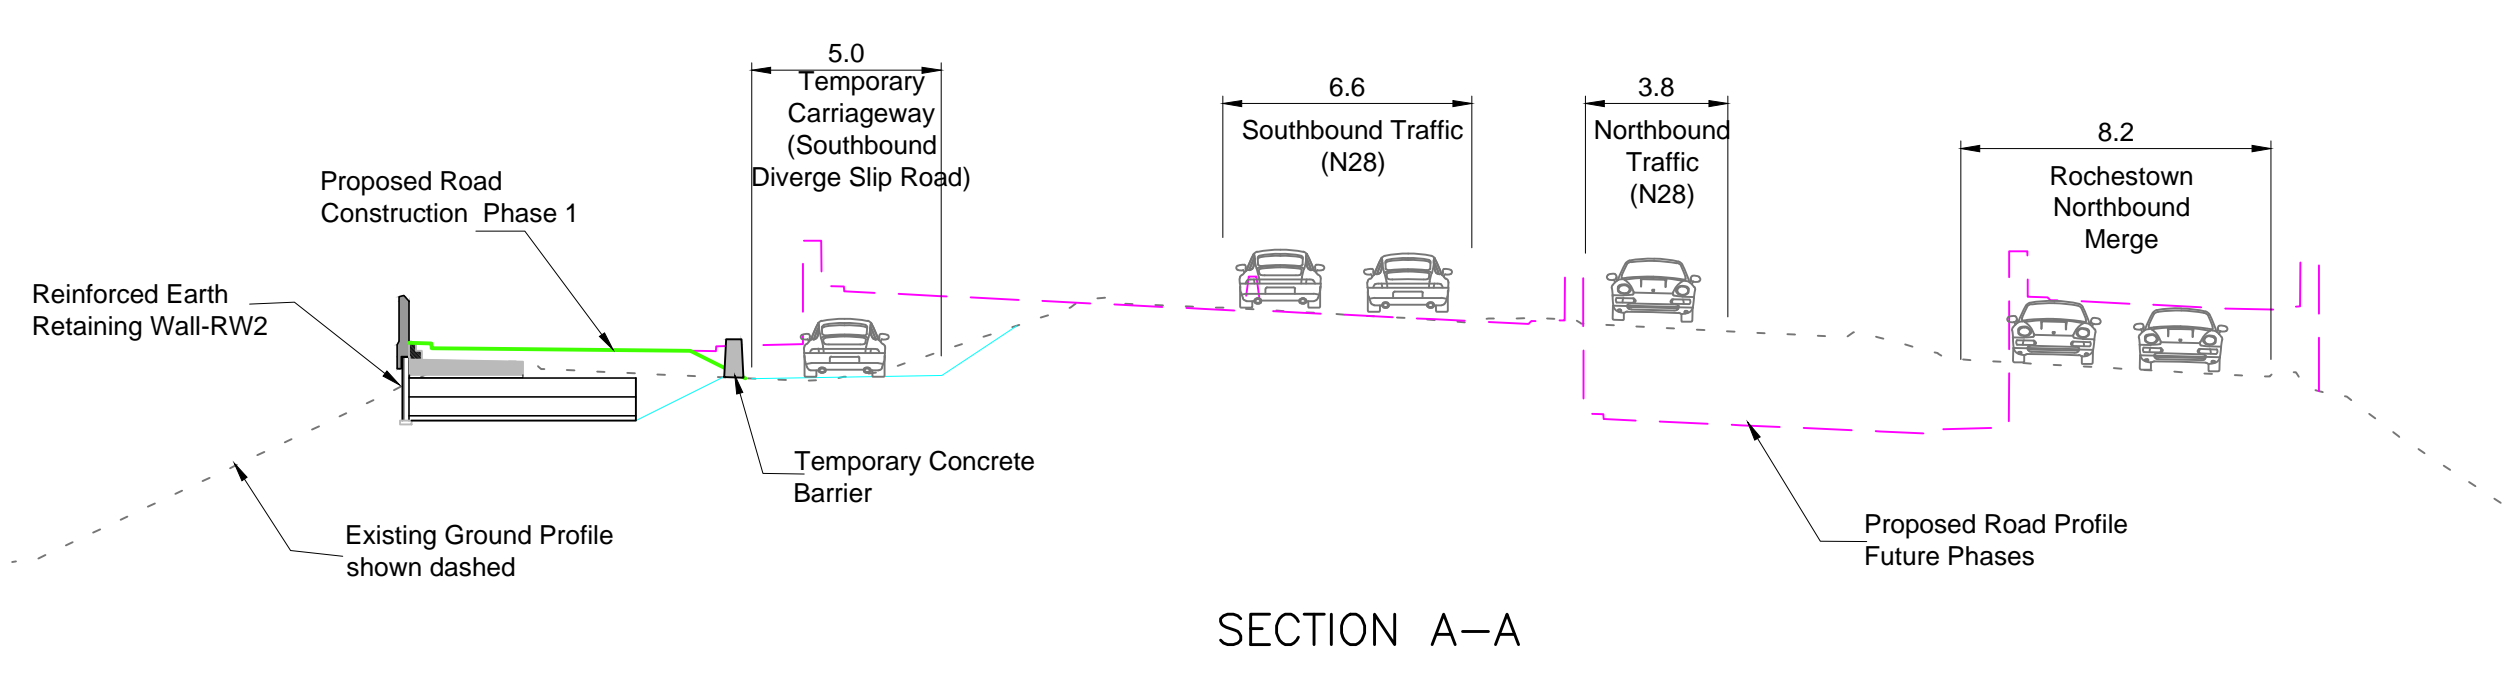 5.0
Temporary
Carriageway
(Southbound
Diverge Slip Road)
6.6
Southbound Traffic
(N28)
3.8
Northbound
Traffic
(N28)
8.2
Rochestown
Northbound
Merge
Proposed Road
Construction Phase 1
Reinforced Earth
Retaining Wall-RW2
Temporary Concrete
Barrier
Existing Ground Profile
shown dashed
Proposed Road Profile
Future Phases
SECTION A-A